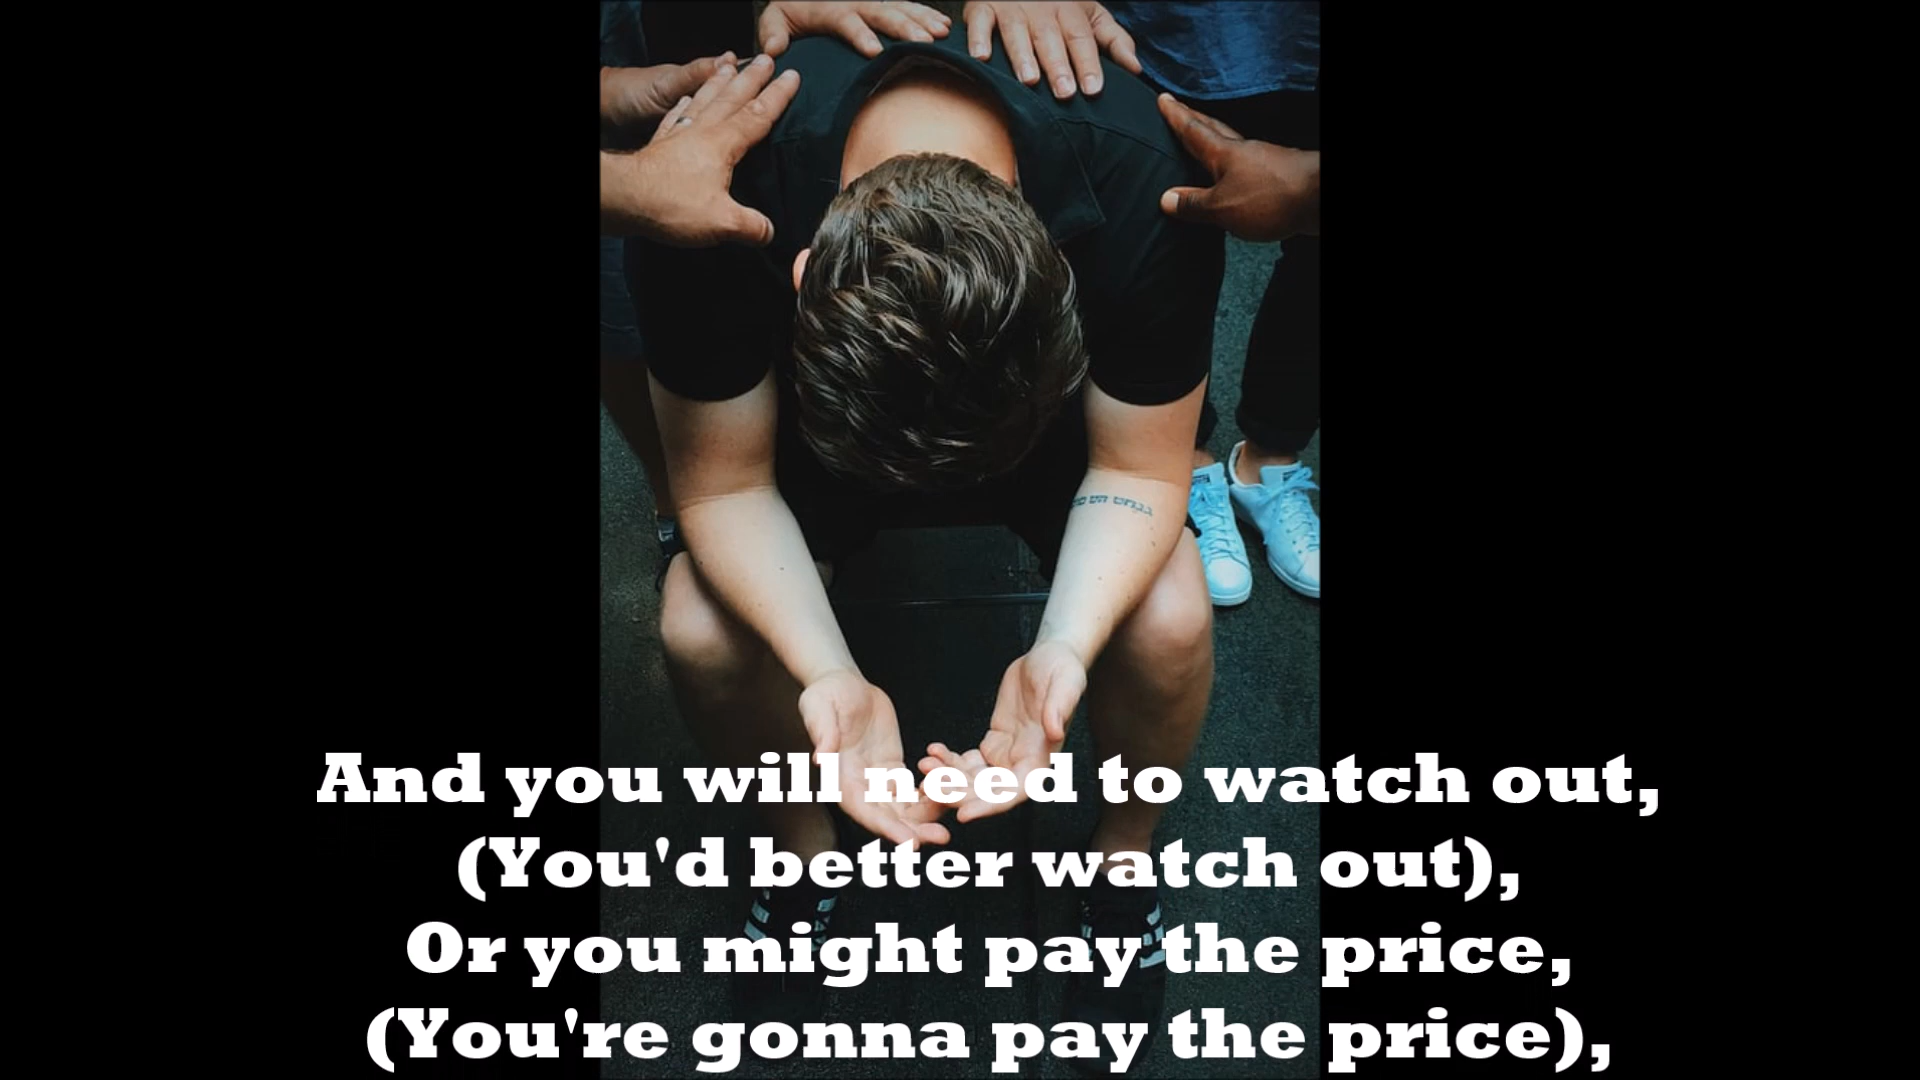 And you will need to watch out,
(You'd better watch out),
Or you might pay the price,
(You're gonna pay the price),